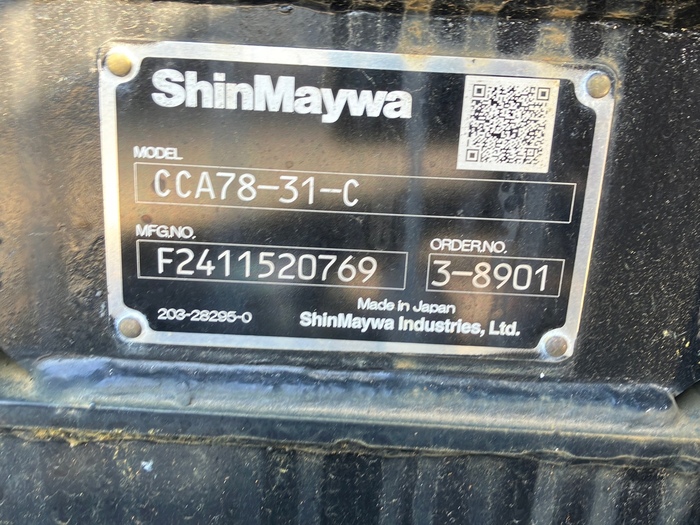 ShinMaywa
MODEL
CCA78-31-C
MFG.NO.
F2411520769
ORDER.NO.
3-8901
203-28295-0
Made in Japan
ShinMaywa Industries, Ltd.